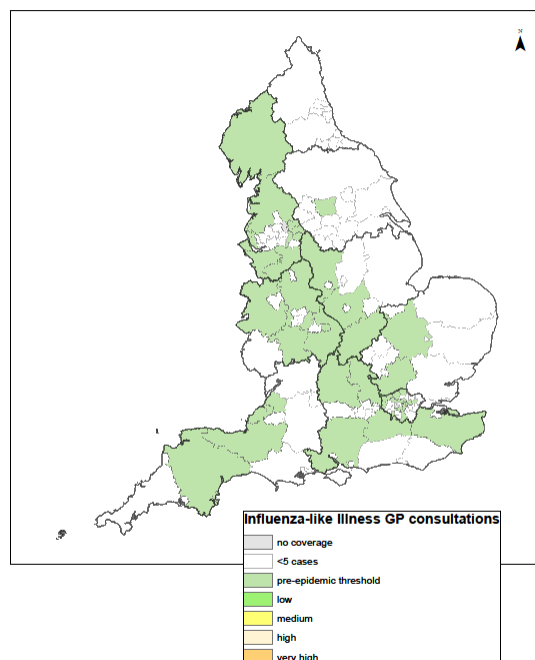 N
Influenza-like Illness GP consultations
no coverage
<5 cases
pre-epidemic threshold
low
medium
high
very high